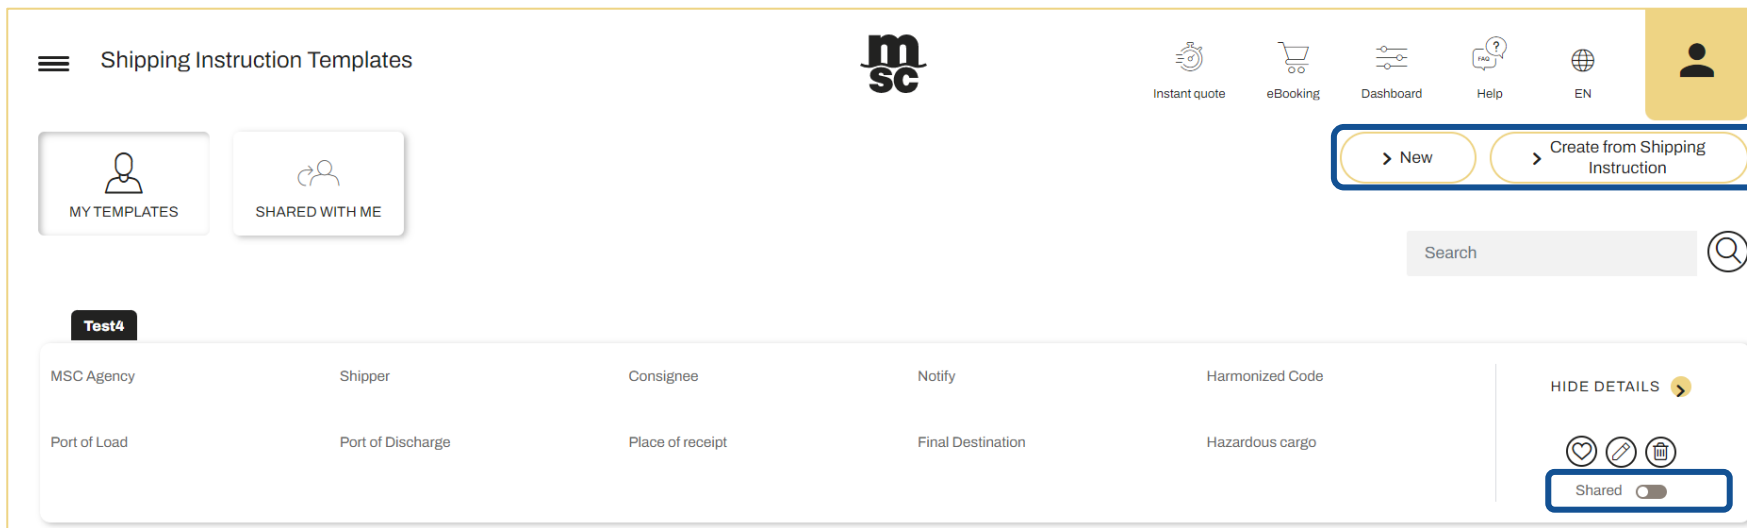 Shipping Instruction Templates
m
sc
Instant quote
eBooking
Dashboard
FAQ
?
Help
EN
MY TEMPLATES
SHARED WITH ME
New
Create from Shipping
Instruction
Search
Test4
MSC Agency
Shipper
Consignee
Notify
Harmonized Code
HIDE DETAILS
Port of Load
Port of Discharge
Place of receipt
Final Destination
Hazardous cargo
Shared